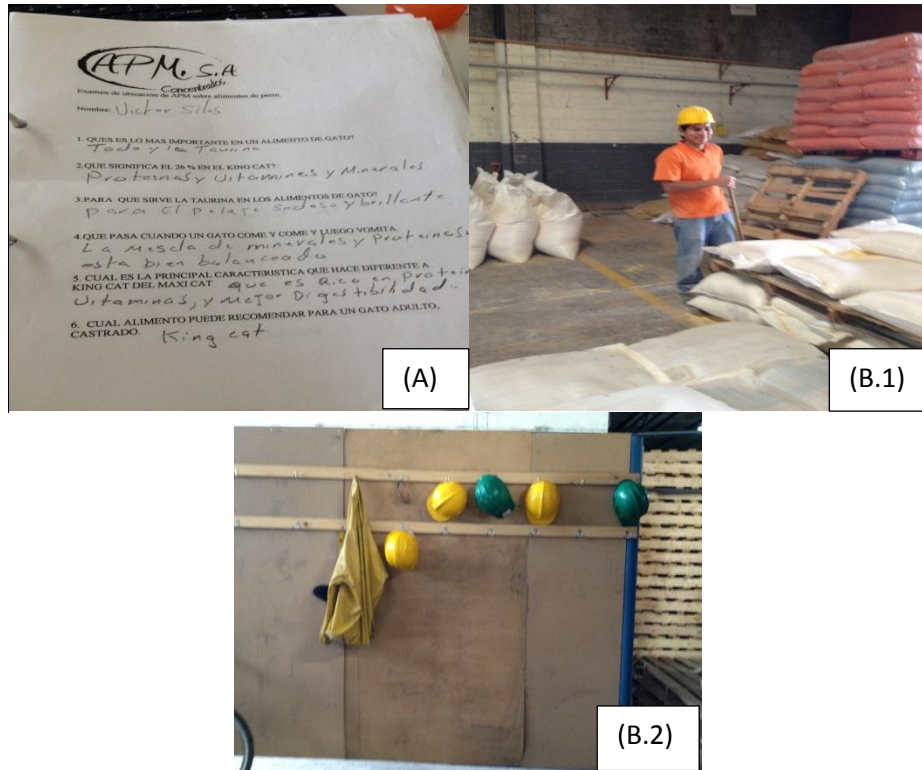 APM. S.A
Concentrados
Examen de ubicación de APM sobre alimentos de perro.
Nombre: Victor Silos
1. QUES ES LO MAS IMPORTANTE EN UN ALIMENTO DE GATO?
Todo y la Taurina
2.QUE SIGNIFICA EL 26 % EN EL KING CAT?
Proteinas y Vitamines y Minerales
3.PARA QUE SIRVE LA TAURINA EN LOS ALIMENTOS DE GATO?
para El pelaje Sedoso y brillante
4.QUE PASA CUANDO UN GATO COME Y COME Y LUEGO VOMITA.
La Mescla de minerales y Proteinas
esta bien balanceado
5. CUAL ES LA PRINCIPAL CARACTERISTICA QUE HACE DIFERENTE A
KING CAT DEL MAXI CAT que es Rico en, Protei
Vitaminas, y Mejor Digestibilidad.
6. CUAL ALIMENTO PUEDE RECOMENDAR PARA UN GATO ADULTO,
CASTRADO. King cat.
(A)
(B.1)
(B.2)